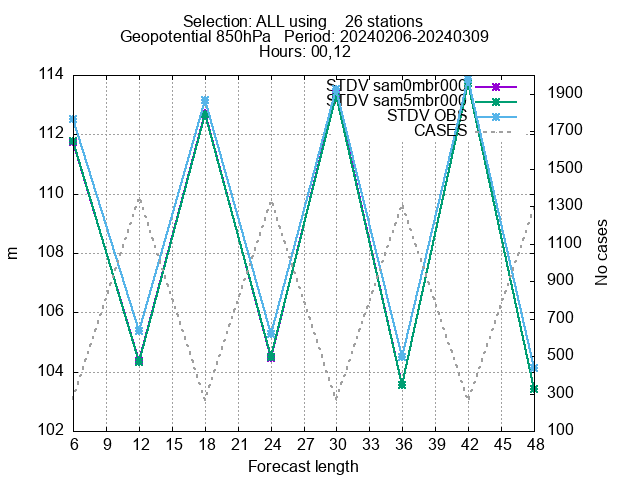 Selection: ALL using 26 stations
Geopotential 850hPa Period: 20240206-20240309
Hours: 00,12
STDV sam0mbr000
STDV sam5mbr000
STDV OBS
CASES
114
112
110
108
106
104
102
m
1900
1700
1500
1300
1100
900
700
500
300
100
No cases
6 9 12 15 18 21 24 27 30 33 36 39 42 45 48
Forecast length